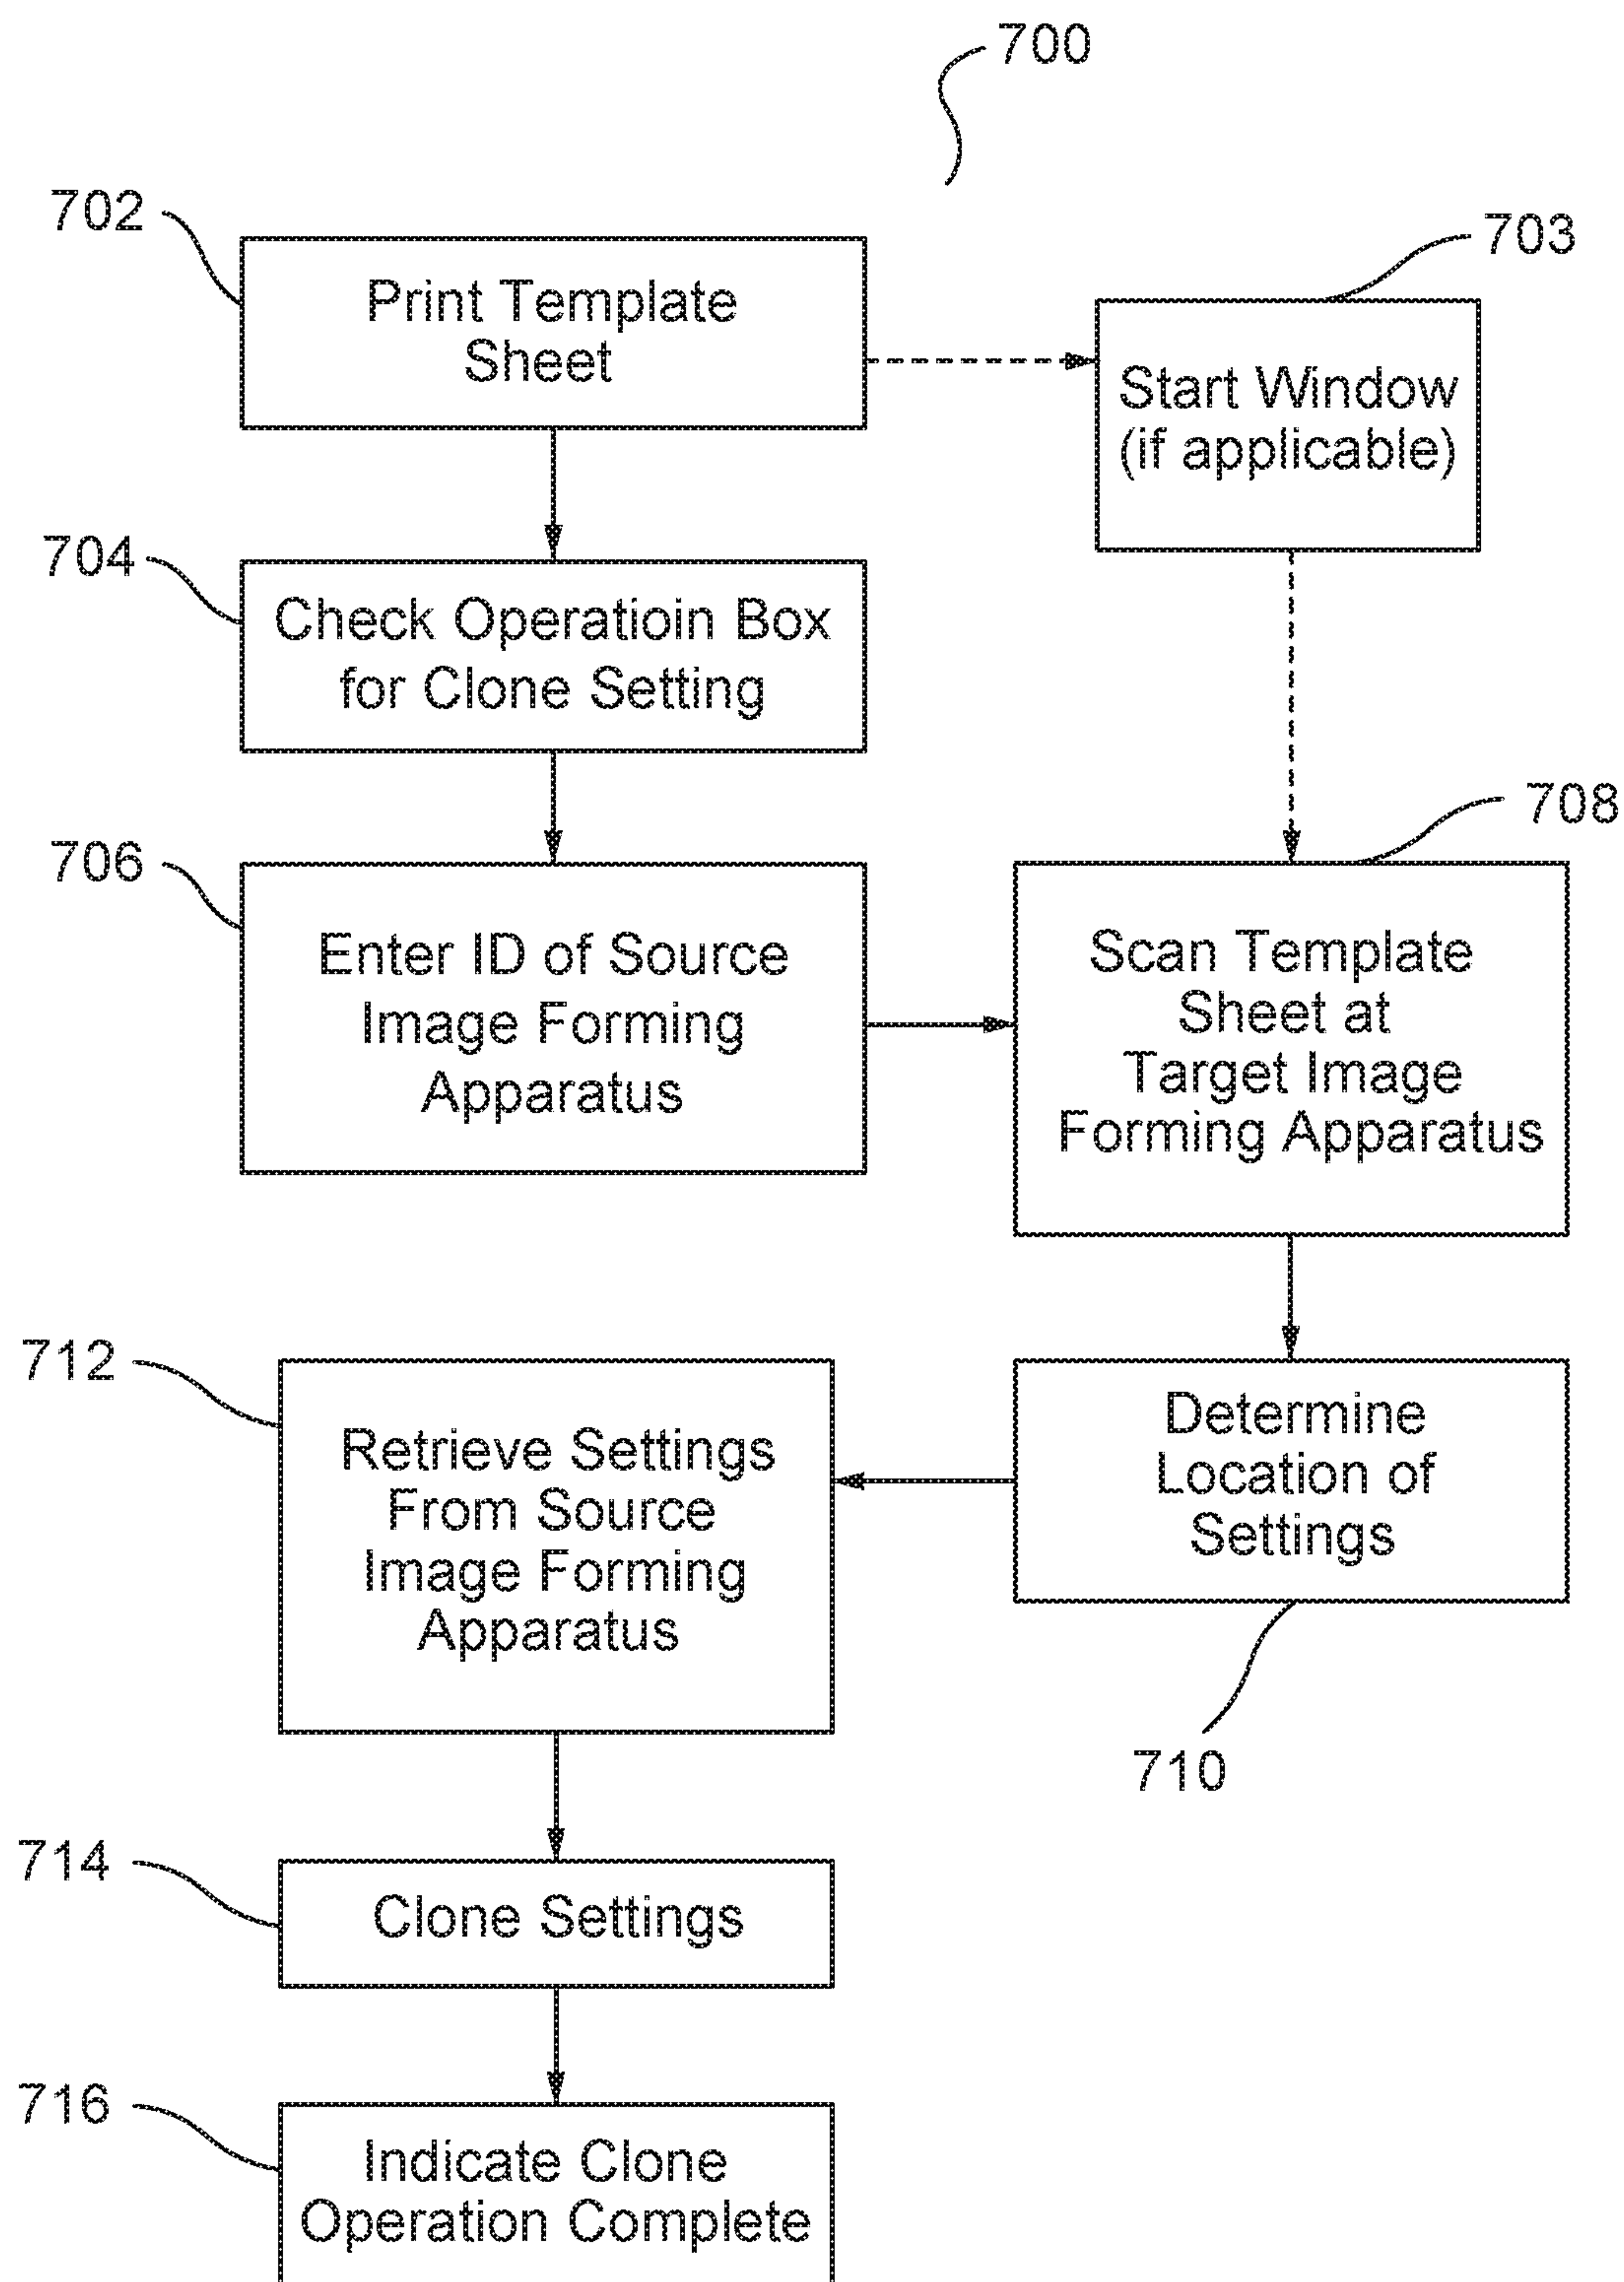 700
702
Print Template
Sheet
703
Start Window
(if applicable)
704
Check Operatioin Box
for Clone Setting
706
Enter ID of Source
Image Forming
Apparatus
708
Scan Template
Sheet at
Target Image
Forming Apparatus
710
Determine
Location of
Settings
712
Retrieve Settings
From Source
Image Forming
Apparatus
714
Clone Settings
716
Indicate Clone
Operation Complete